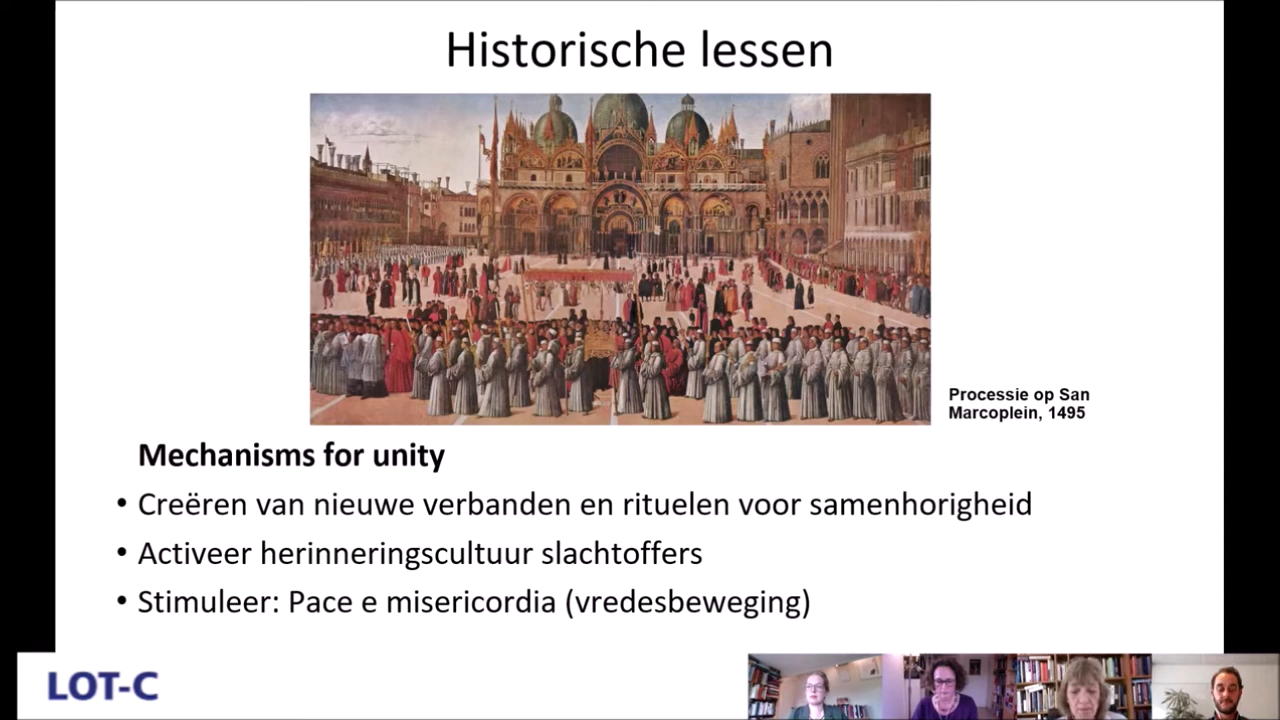 Historische lessen
Processie op San
Marcoplein, 1495
Mechanisms for unity
• Creëren van nieuwe verbanden en rituelen voor samenhorigheid
• Activeer herinneringscultuur slachtoffers
• Stimuleer: Pace e misericordia (vredesbeweging)
LOT-C